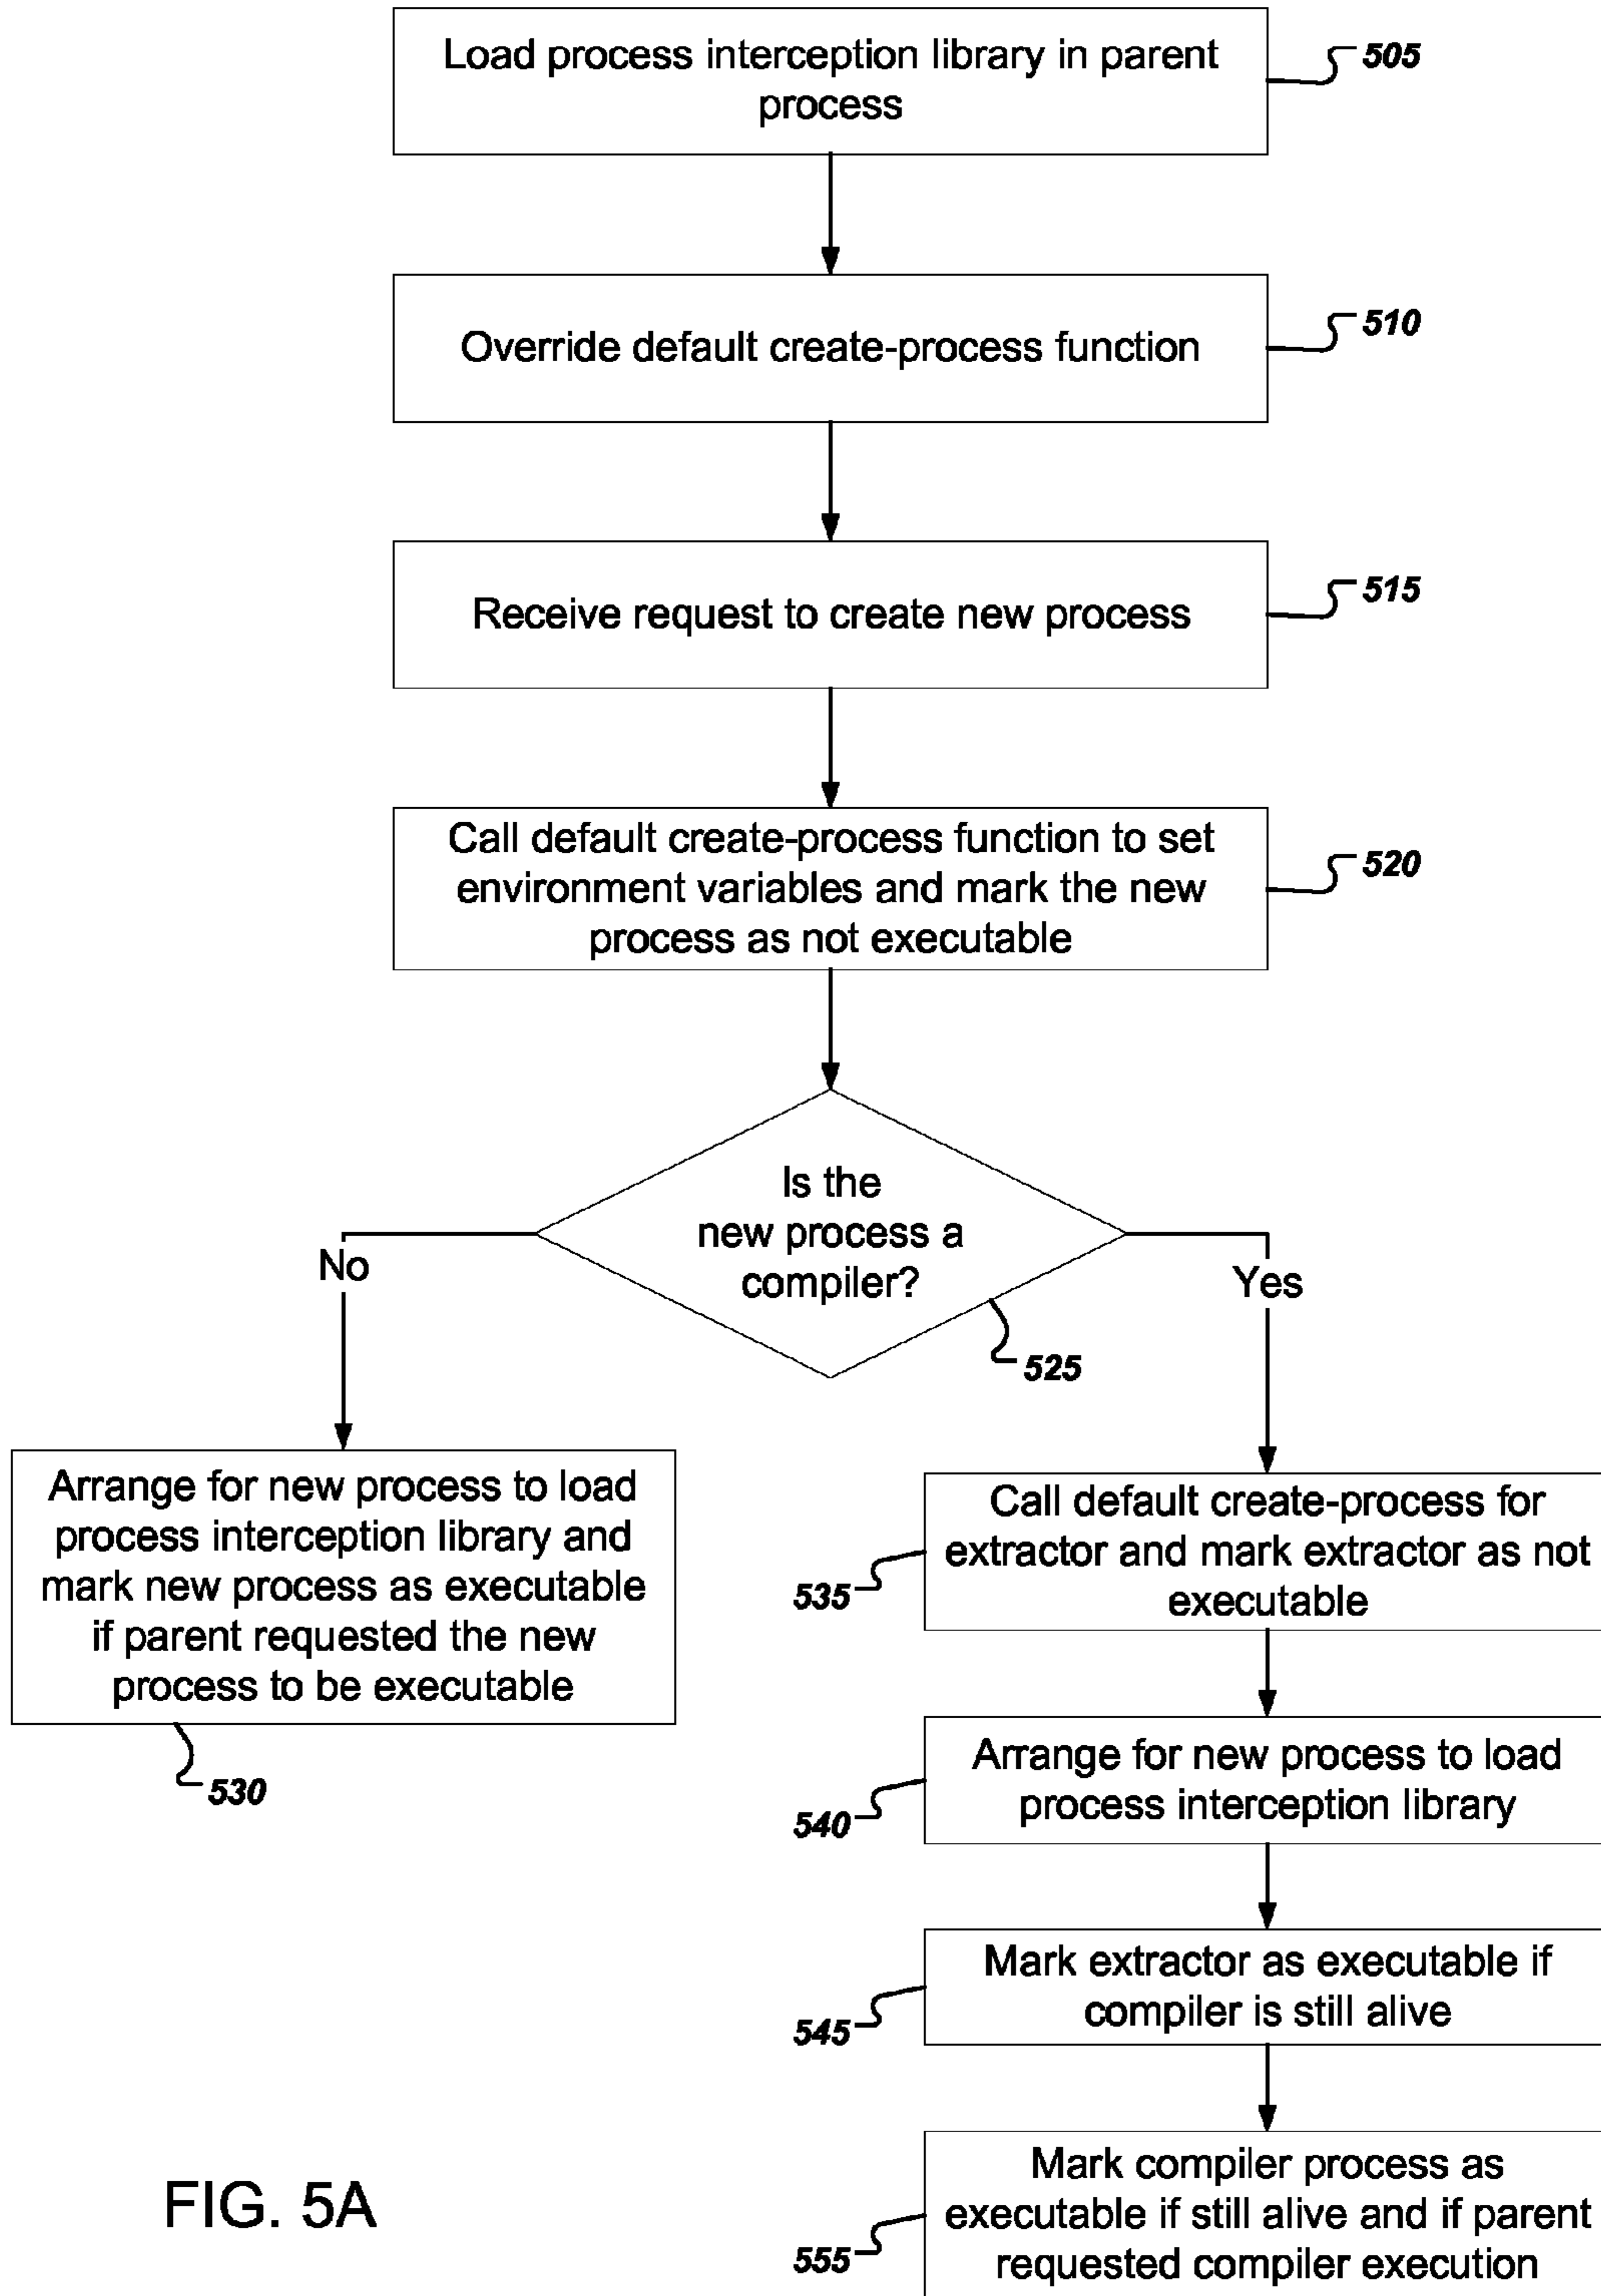 Load process interception library in parent
process
505
Override default create-process function
510
Receive request to create new process
515
Call default create-process function to set
environment variables and mark the new
process as not executable
520
Is the
new process a
compiler?
525
No
Yes
Arrange for new process to load
process interception library and
mark new process as executable
if parent requested the new
process to be executable
530
Call default create-process for
extractor and mark extractor as not
executable
535
Arrange for new process to load
process interception library
540
Mark extractor as executable if
compiler is still alive
545
Mark compiler process as
executable if still alive and if parent
requested compiler execution
555
FIG. 5A